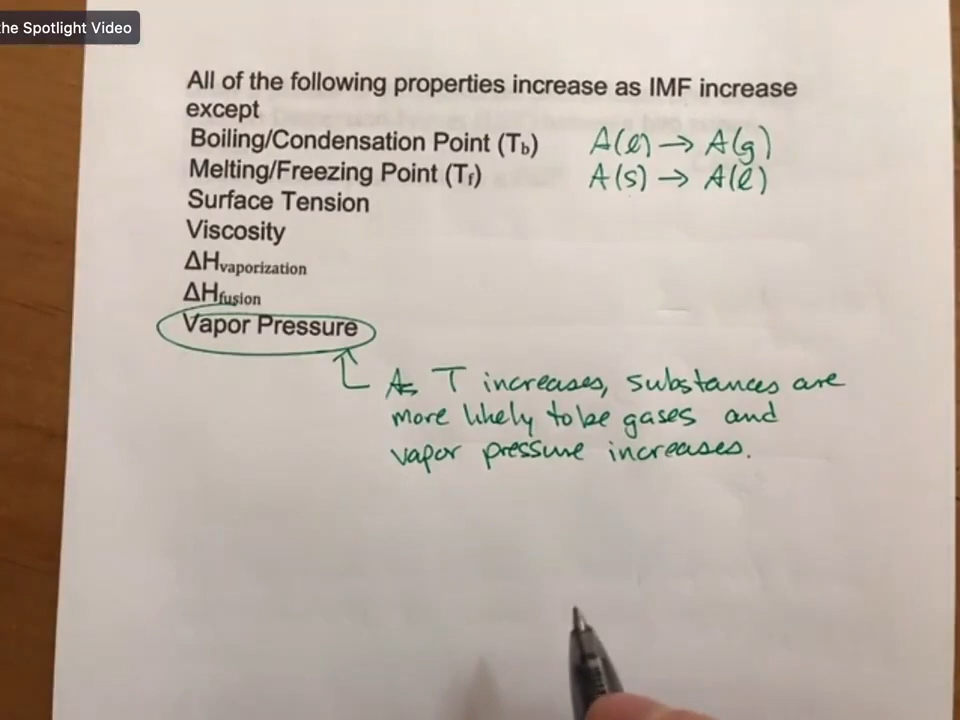 he Spotlight Video
All of the following properties increase as IMF increase
except
Boiling/Condensation Point (Tb) A(l) → A(g)
Melting/Freezing Point (Tf) A(s) → A(l)
Surface Tension
Viscosity
ΔHvaporization
ΔHfusion
Vapor Pressure
As T increases, substances are
more likely to be gases and
vapor pressure increases.